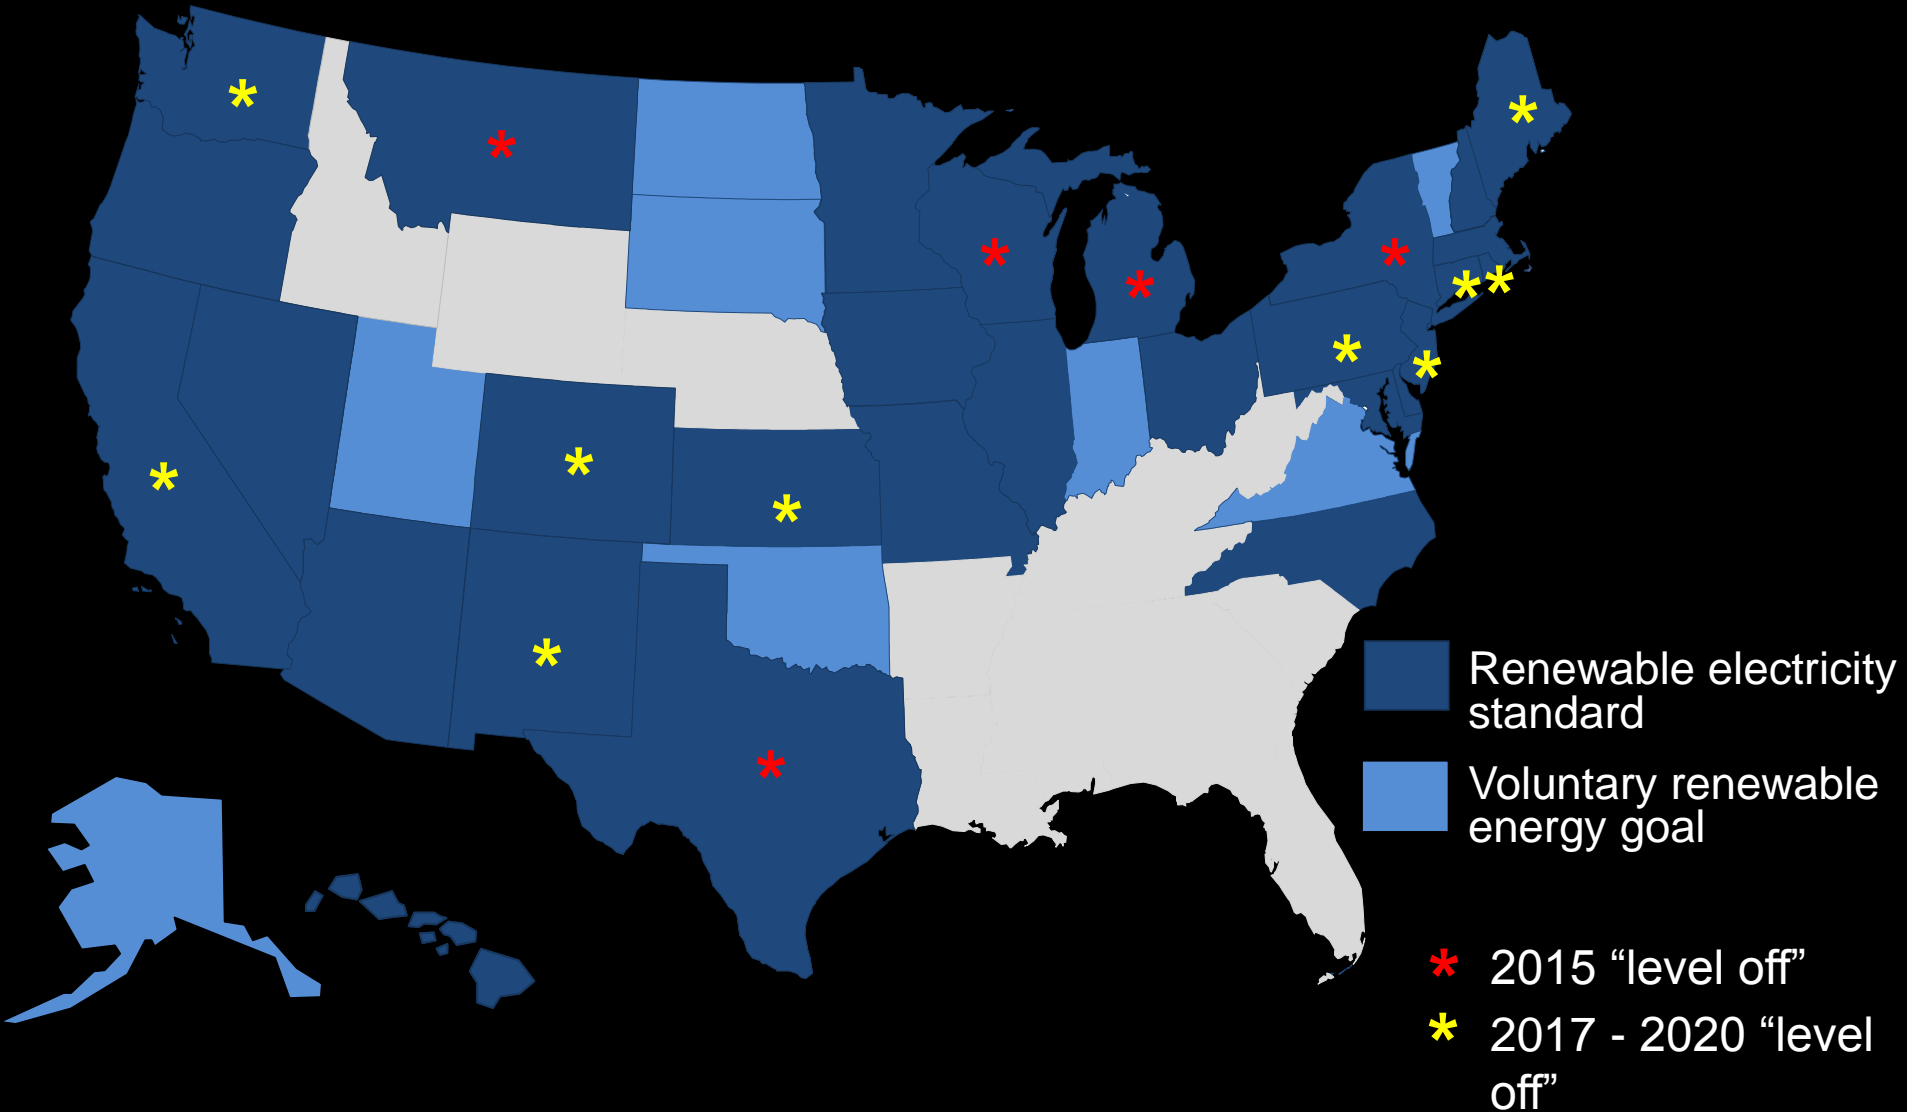 Renewable electricity
standard
Voluntary renewable
energy goal
* 2015 “level off”
* 2017 - 2020 “level
off”